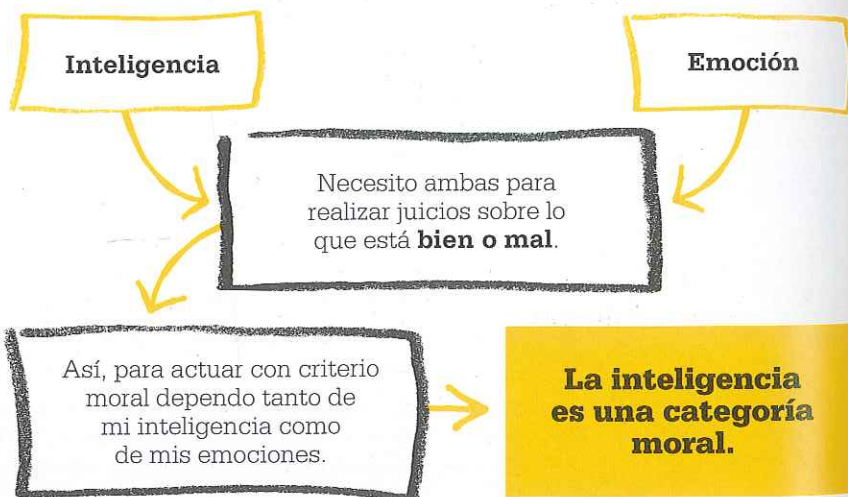 Inteligencia
Emoción
Necesito ambas para
realizar juicios sobre lo
que está bien o mal.
Así, para actuar con criterio
moral dependo tanto de
mi inteligencia como
de mis emociones.
La inteligencia
es una categoría
moral.